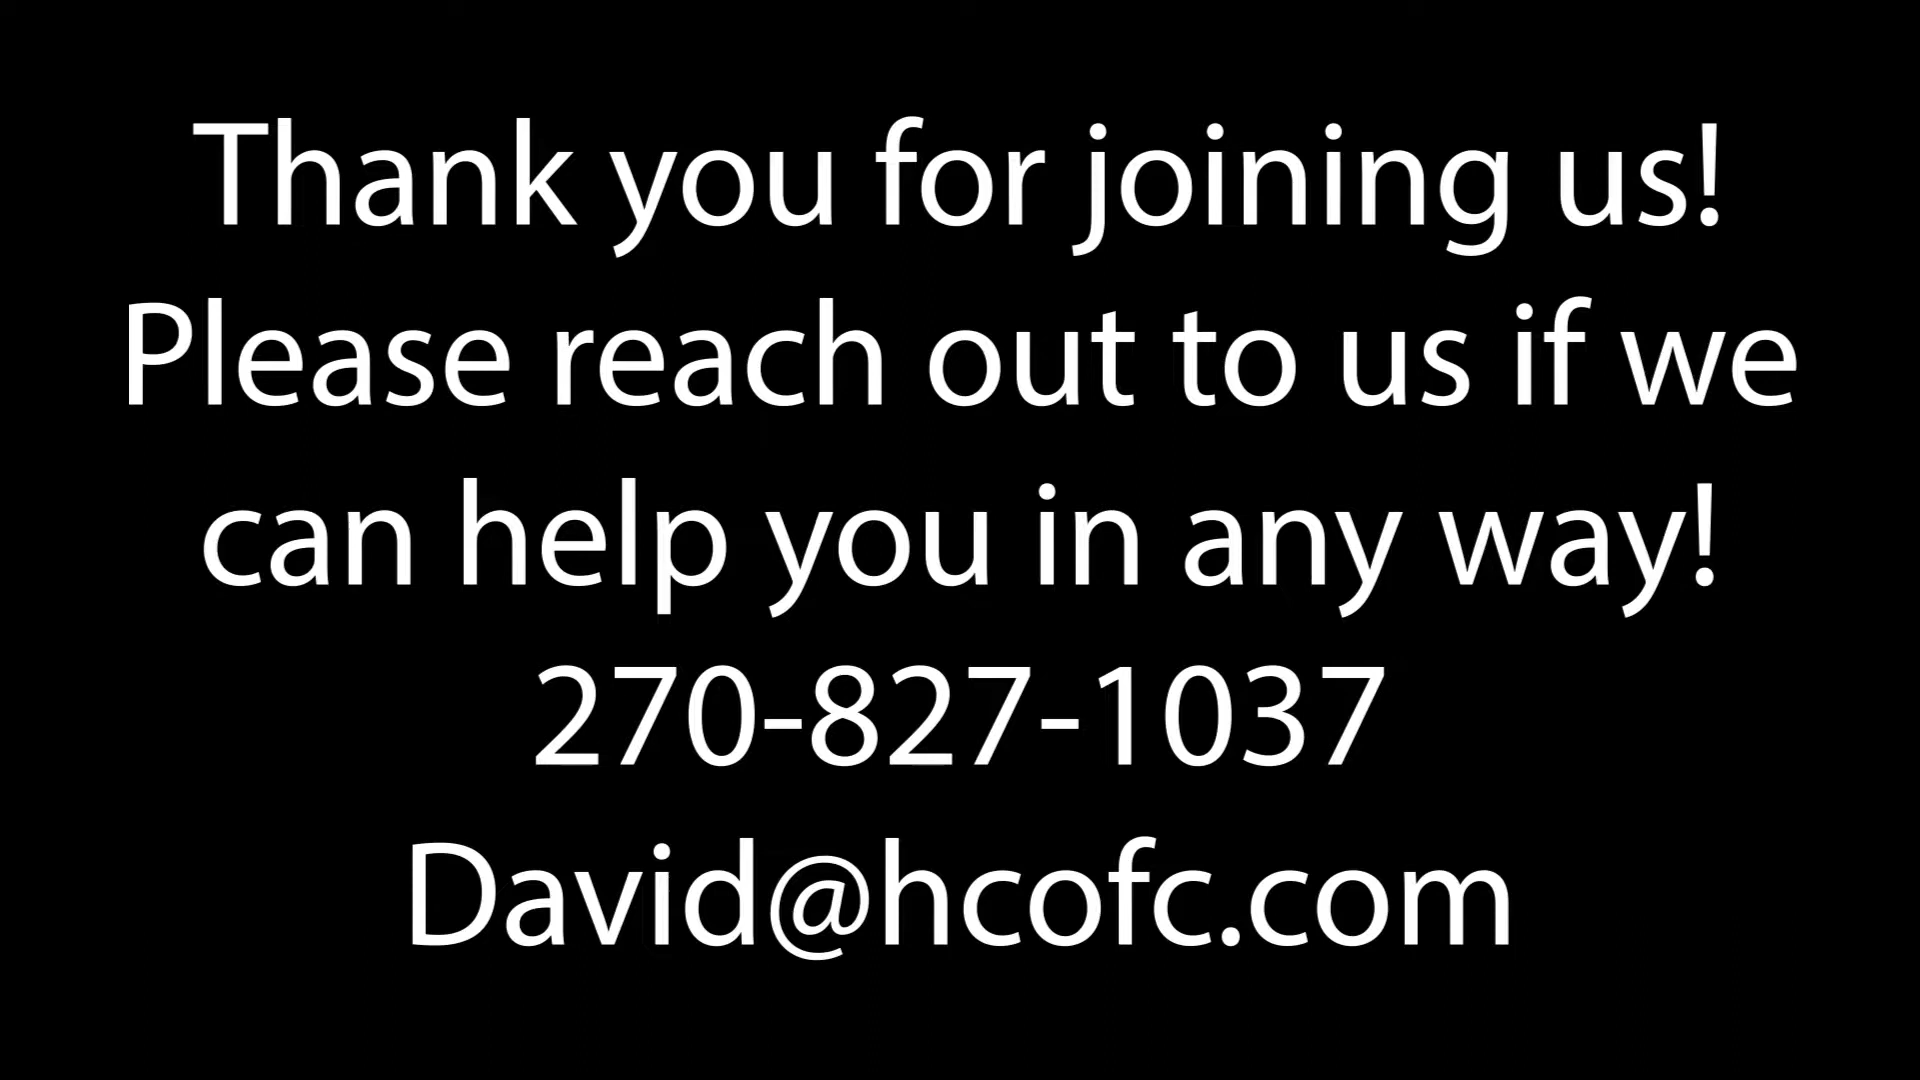 Thank you for joining us!
Please reach out to us if we
can help you in any way!
270-827-1037
David@hcofc.com